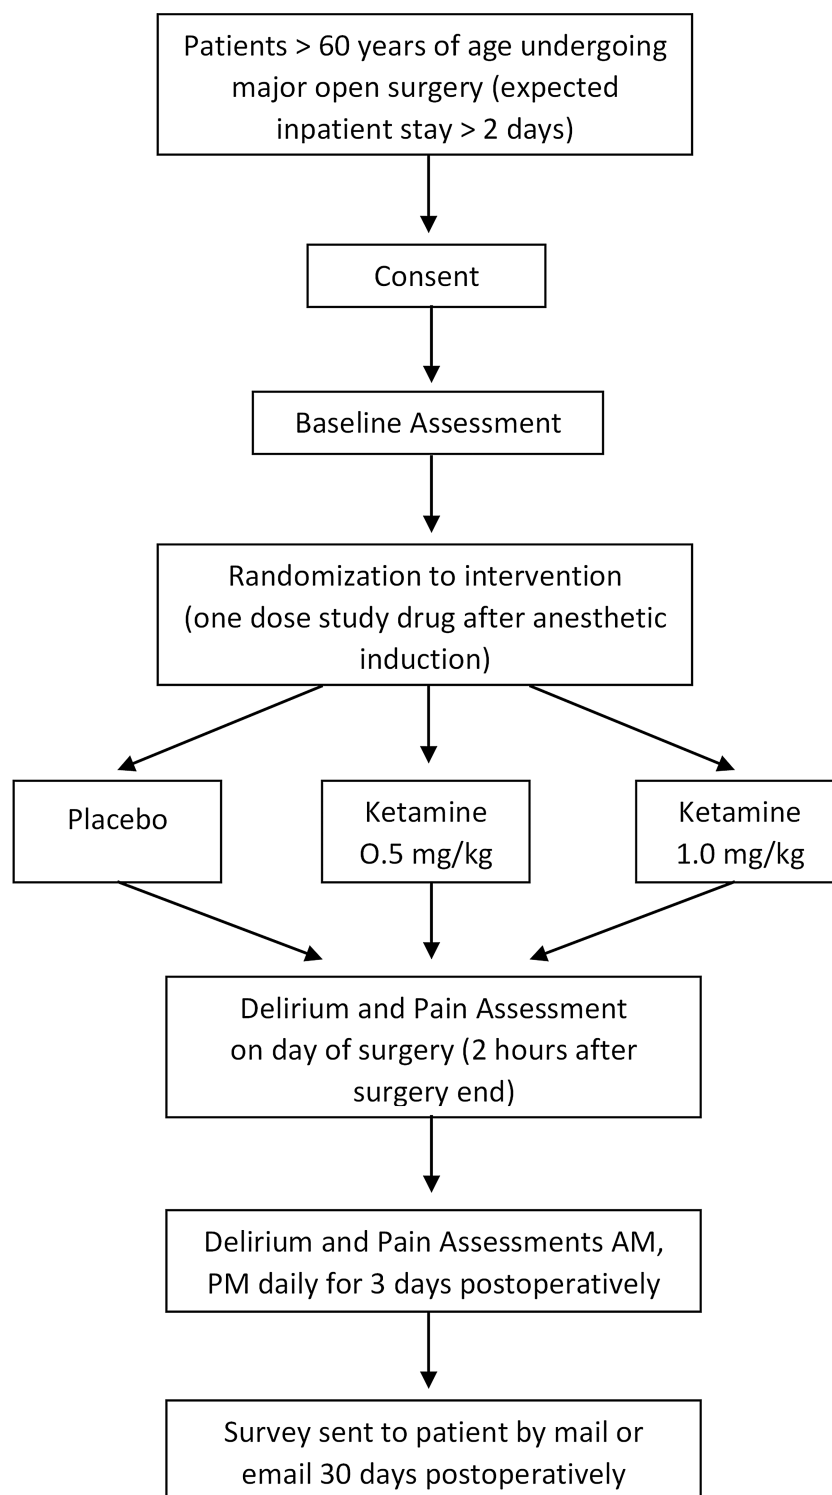 Patients > 60 years of age undergoing
major open surgery (expected
inpatient stay > 2 days)
Consent
Baseline Assessment
Randomization to intervention
(one dose study drug after anesthetic
induction)
Placebo
Ketamine
O.5 mg/kg
Ketamine
1.0 mg/kg
Delirium and Pain Assessment
on day of surgery (2 hours after
surgery end)
Delirium and Pain Assessments AM,
PM daily for 3 days postoperatively
Survey sent to patient by mail or
email 30 days postoperatively